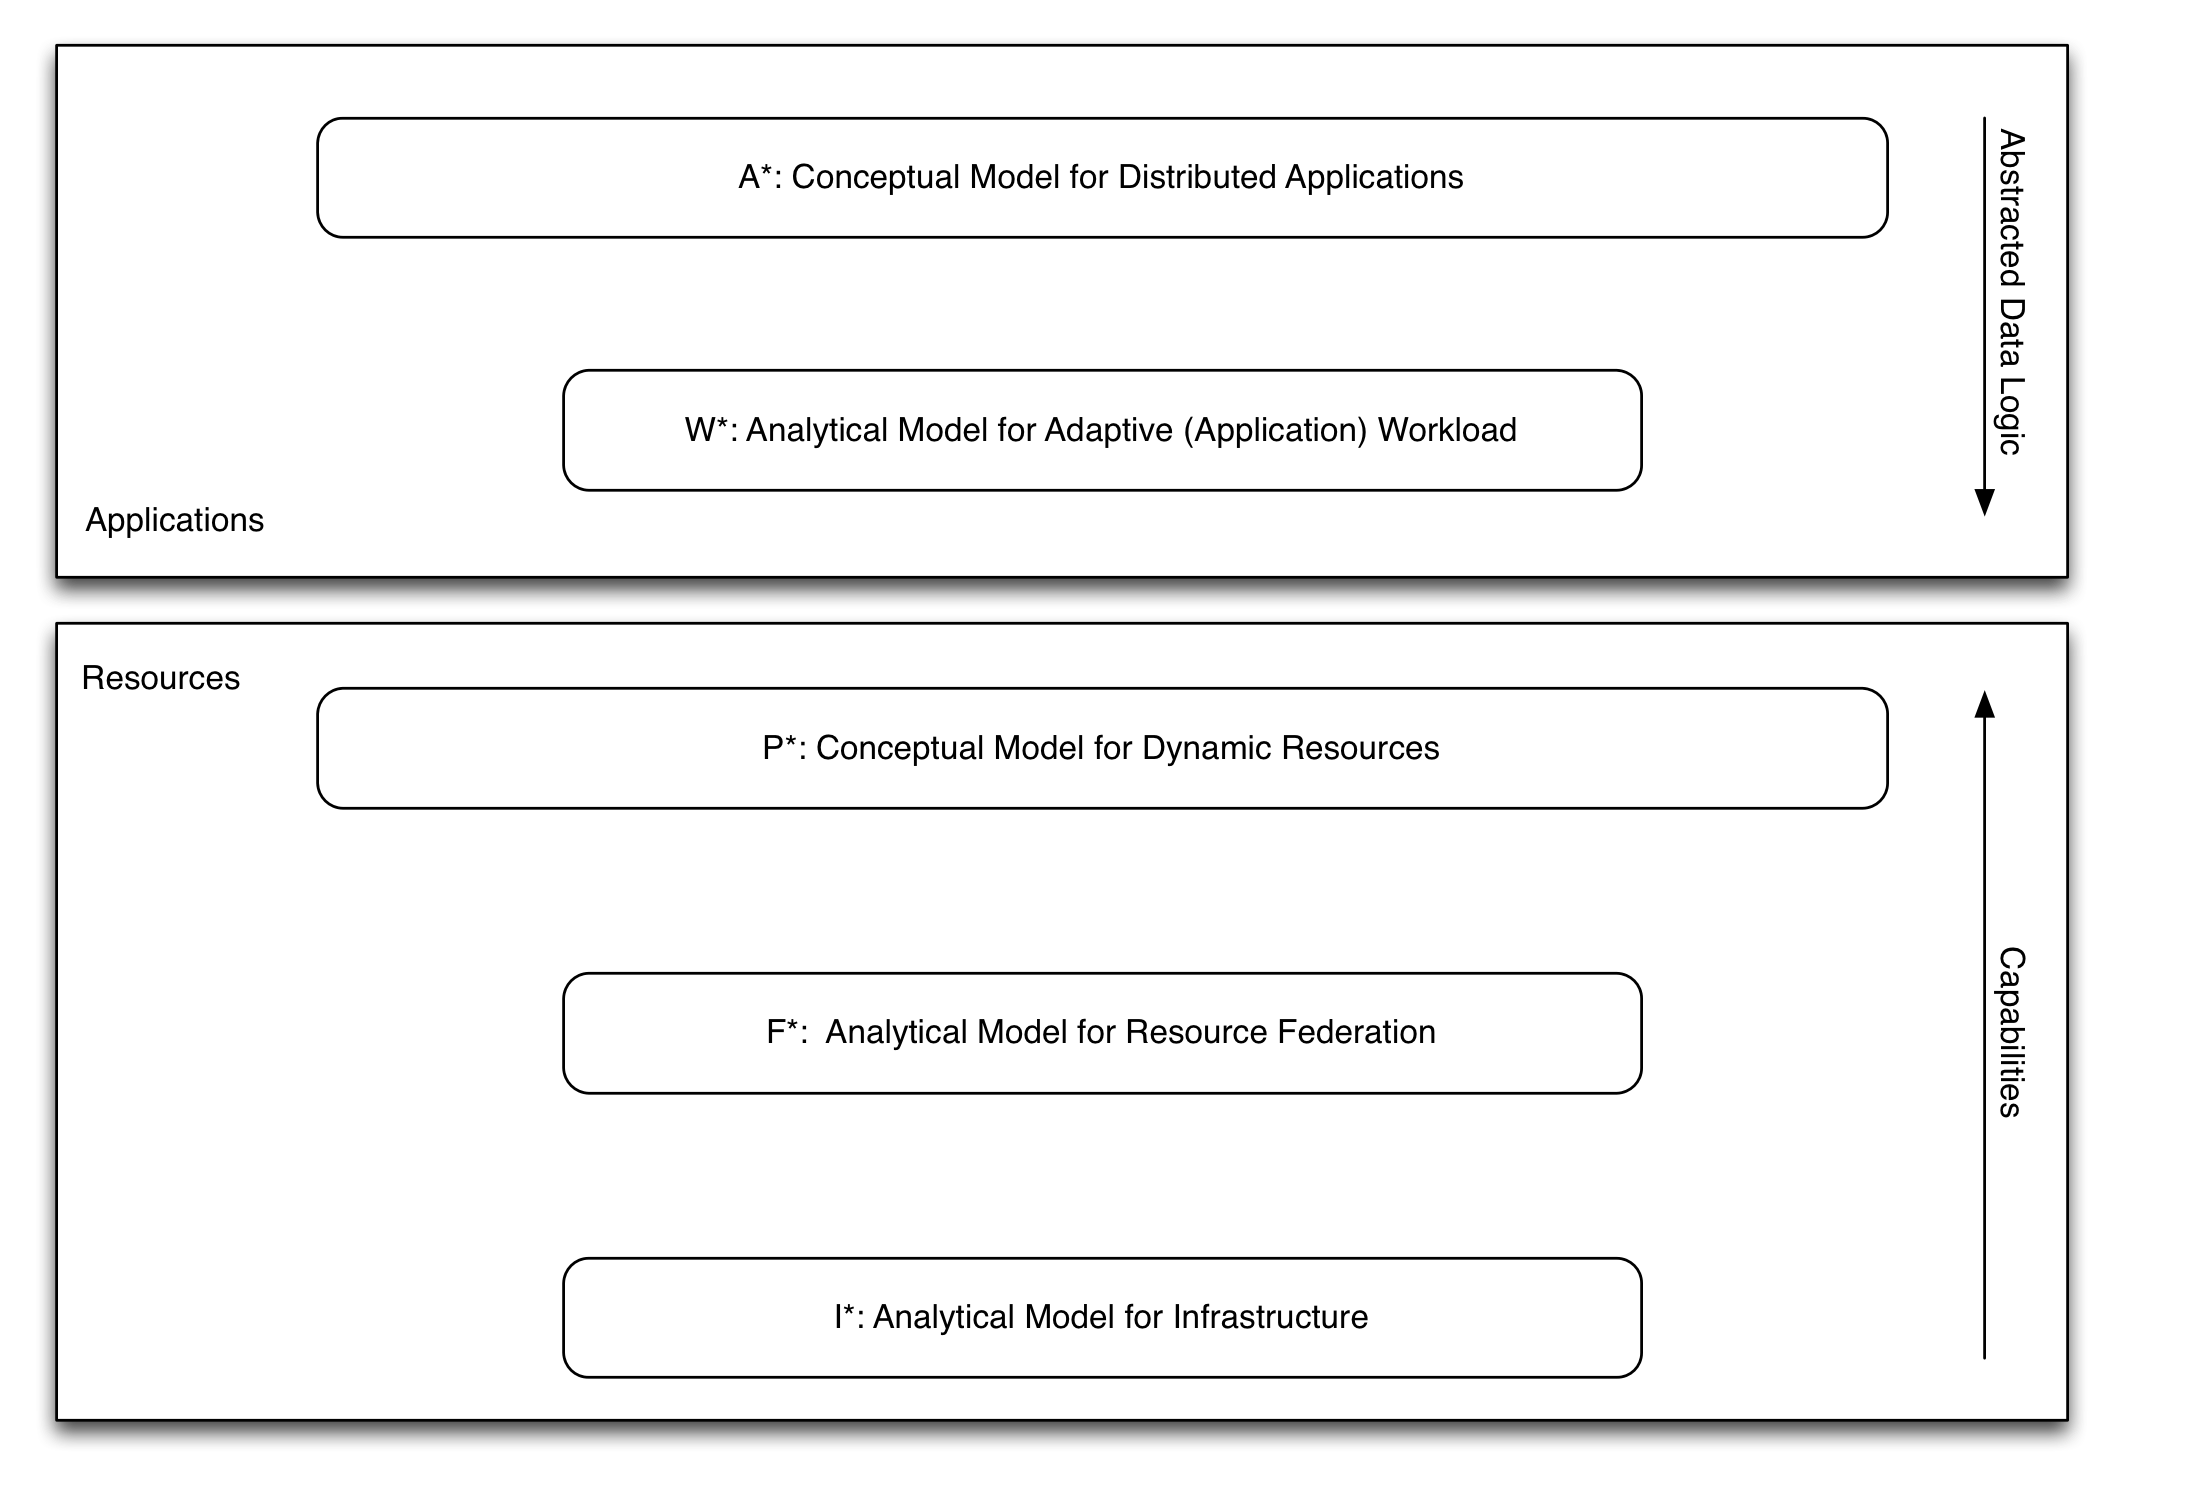 A*: Conceptual Model for Distributed Applications
Abstracted Data Logic
W*: Analytical Model for Adaptive (Application) Workload
Applications
Resources
P*: Conceptual Model for Dynamic Resources
F*:  Analytical Model for Resource Federation
Capabilities
I*: Analytical Model for Infrastructure